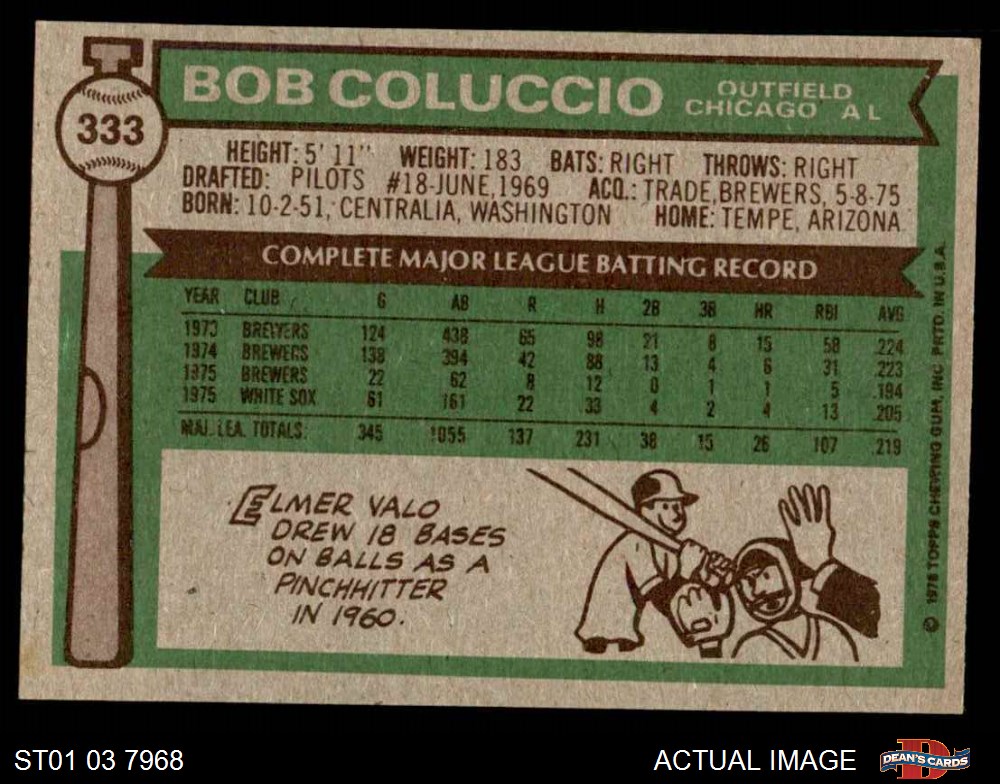 333
BOB COLUCCIO
OUTFIELD
CHICAGO A L
HEIGHT: 5' 11" WEIGHT: 183 BATS: RIGHT THROWS: RIGHT
DRAFTED: PILOTS #18-JUNE, 1969 ACQ.: TRADE, BREWERS, 5-8-75
BORN: 10-2-51, CENTRALIA, WASHINGTON HOME: TEMPE, ARIZONA
COMPLETE MAJOR LEAGUE BATTING RECORD
YEAR CLUB G AB R H 2B 3B HR RBI AVG
1973 BREWERS 124 438 65 98 21 8 15 58 .224
1974 BREWERS 138 394 42 88 13 4 6 31 .223
1975 BREWERS 22 62 8 12 0 1 1 5 .194
1975 WHITE SOX 61 161 22 33 4 2 4 13 .205
MAJ. LEA. TOTALS: 345 1055 137 231 38 15 26 107 .219
ELMER VALO
DREW 18 BASES
ON BALLS AS A
PINCHHITTER
IN 1960.
© 1976 TOPPS CHEWING GUM, INC. PRTD. IN U.S.A.
ST01 03 7968
ACTUAL IMAGE
D
DEAN'S CARDS